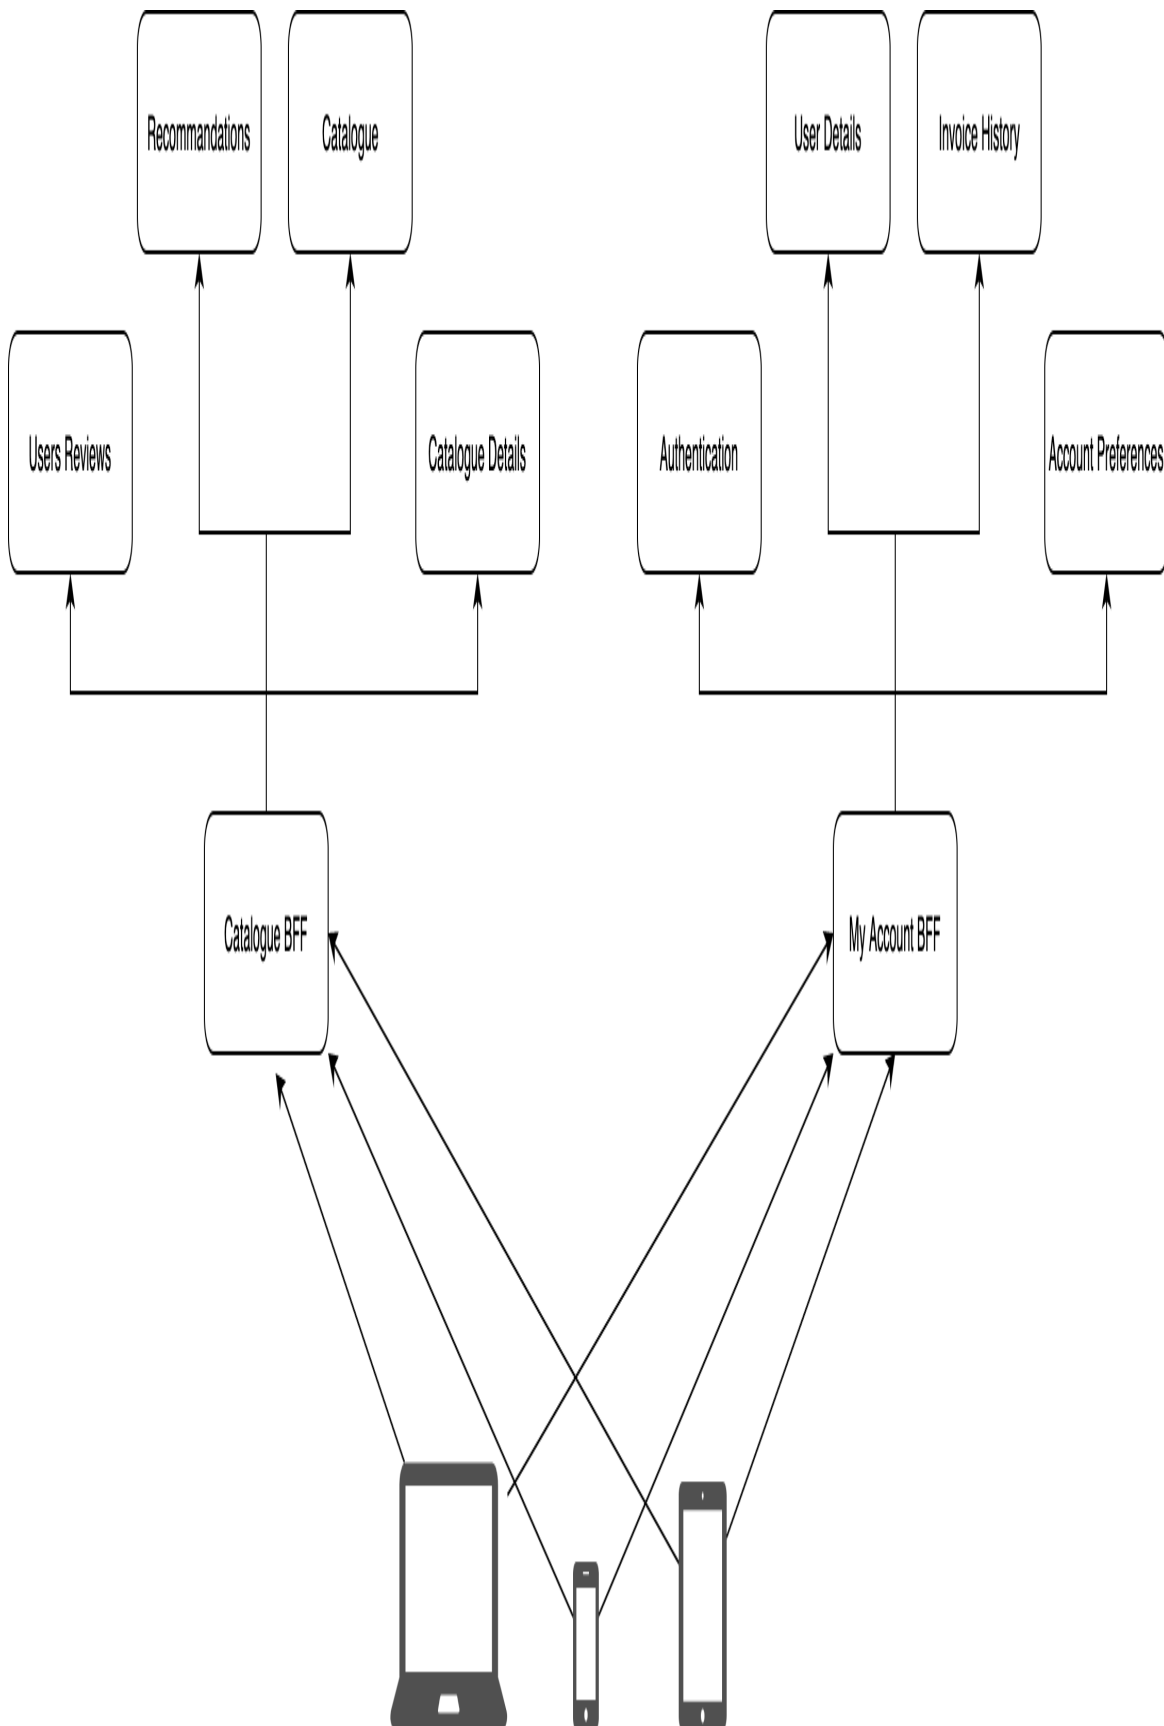 Recommandations
Catalogue
User Details
Invoice History
Users Reviews
Catalogue Details
Authentication
Account Preferences
Catalogue BFF
My Account BFF